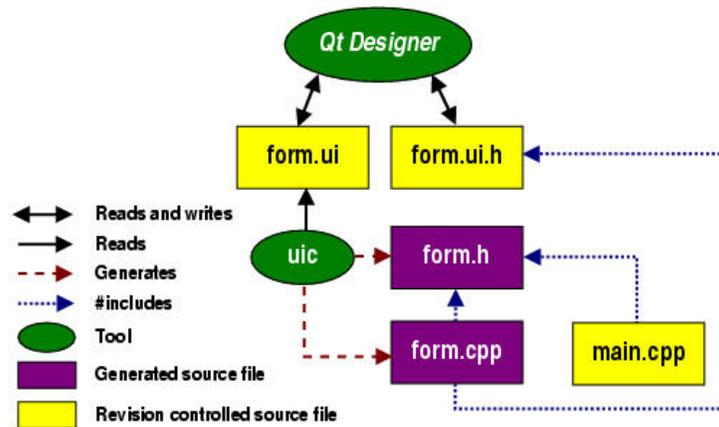 Qt Designer
form.ui
form.ui.h
Reads and writes
Reads
Generates
#includes
Tool
Generated source file
Revision controlled source file
uic
form.h
form.cpp
main.cpp